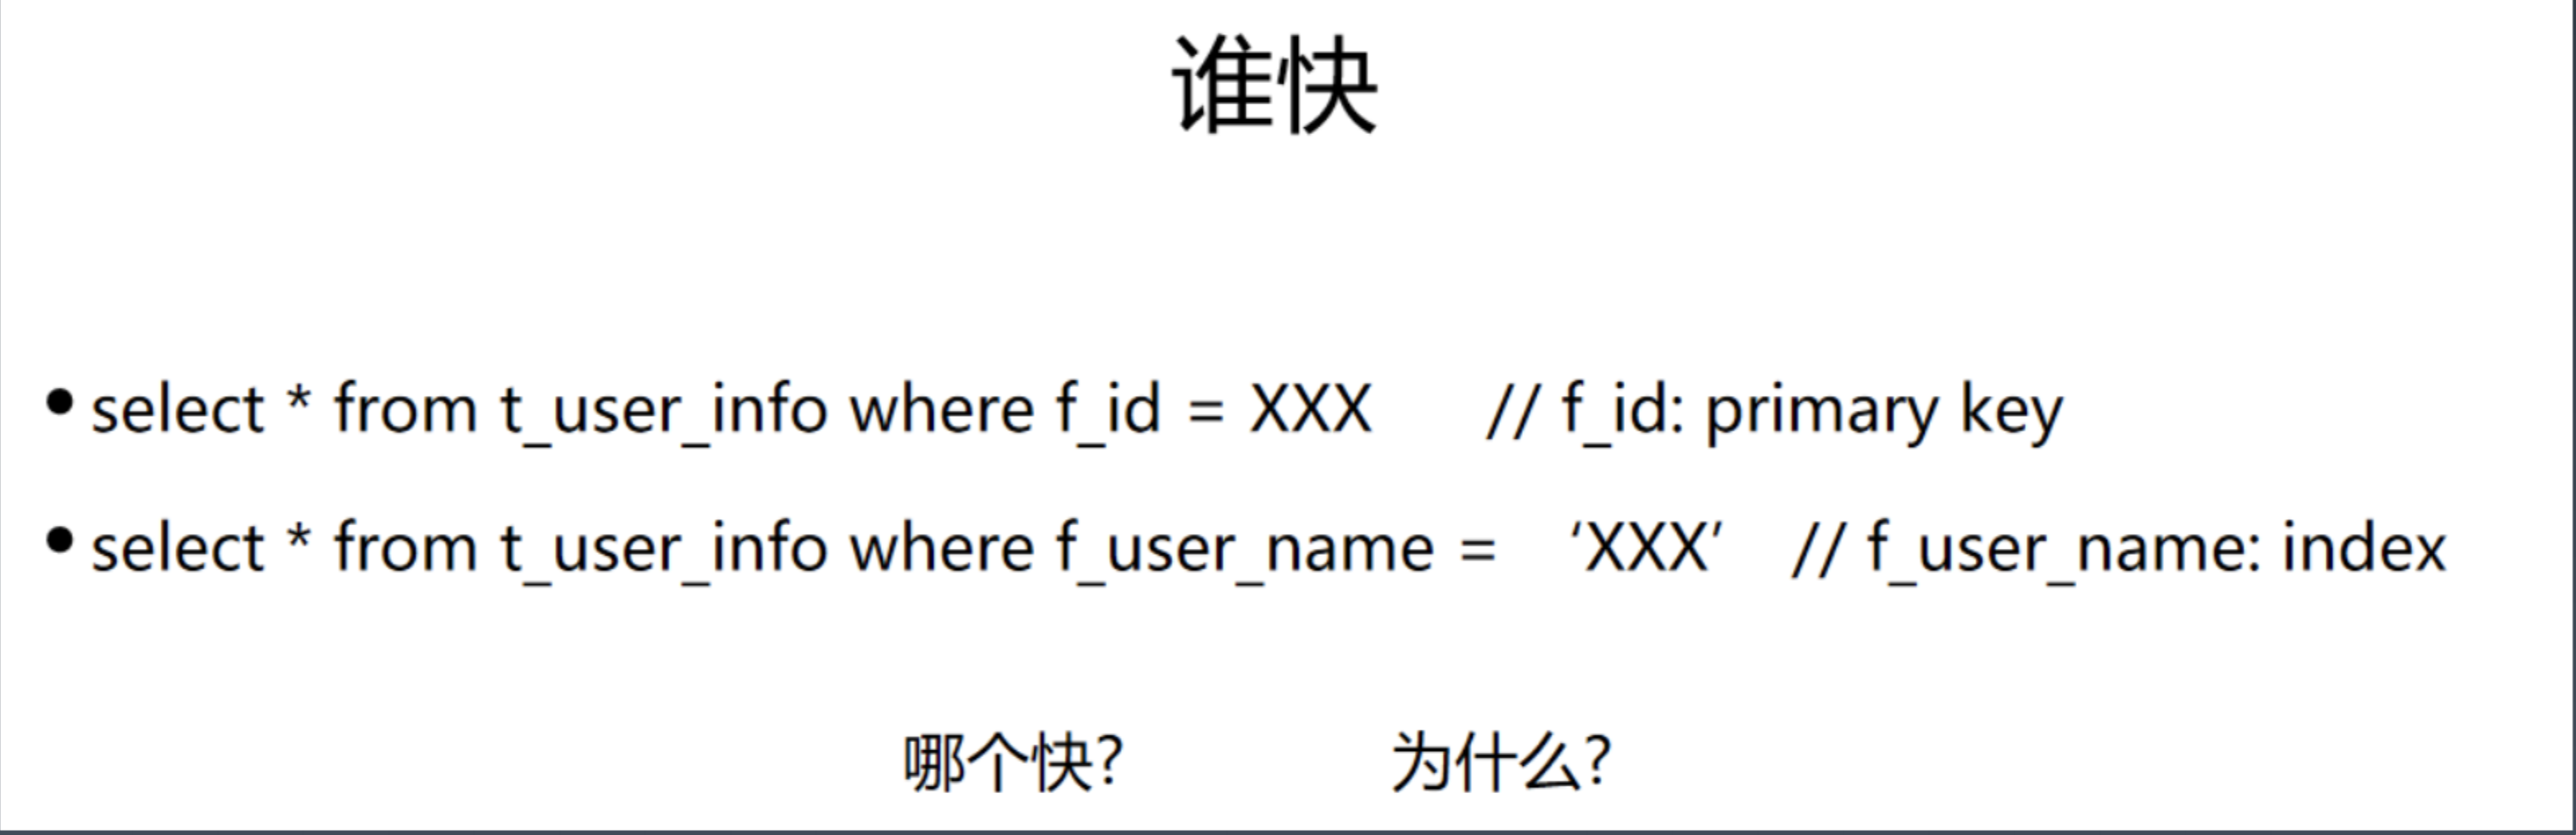 谁快
• select * from t_user_info where f_id = XXX // f_id: primary key
• select * from t_user_info where f_user_name = ‘XXX’ // f_user_name: index
哪个快? 为什么?